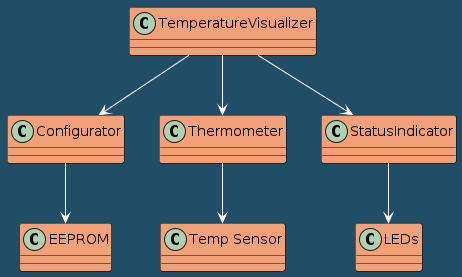 C TemperatureVisualizer
C Configurator
C Thermometer
C StatusIndicator
C EEPROM
C Temp Sensor
C LEDs